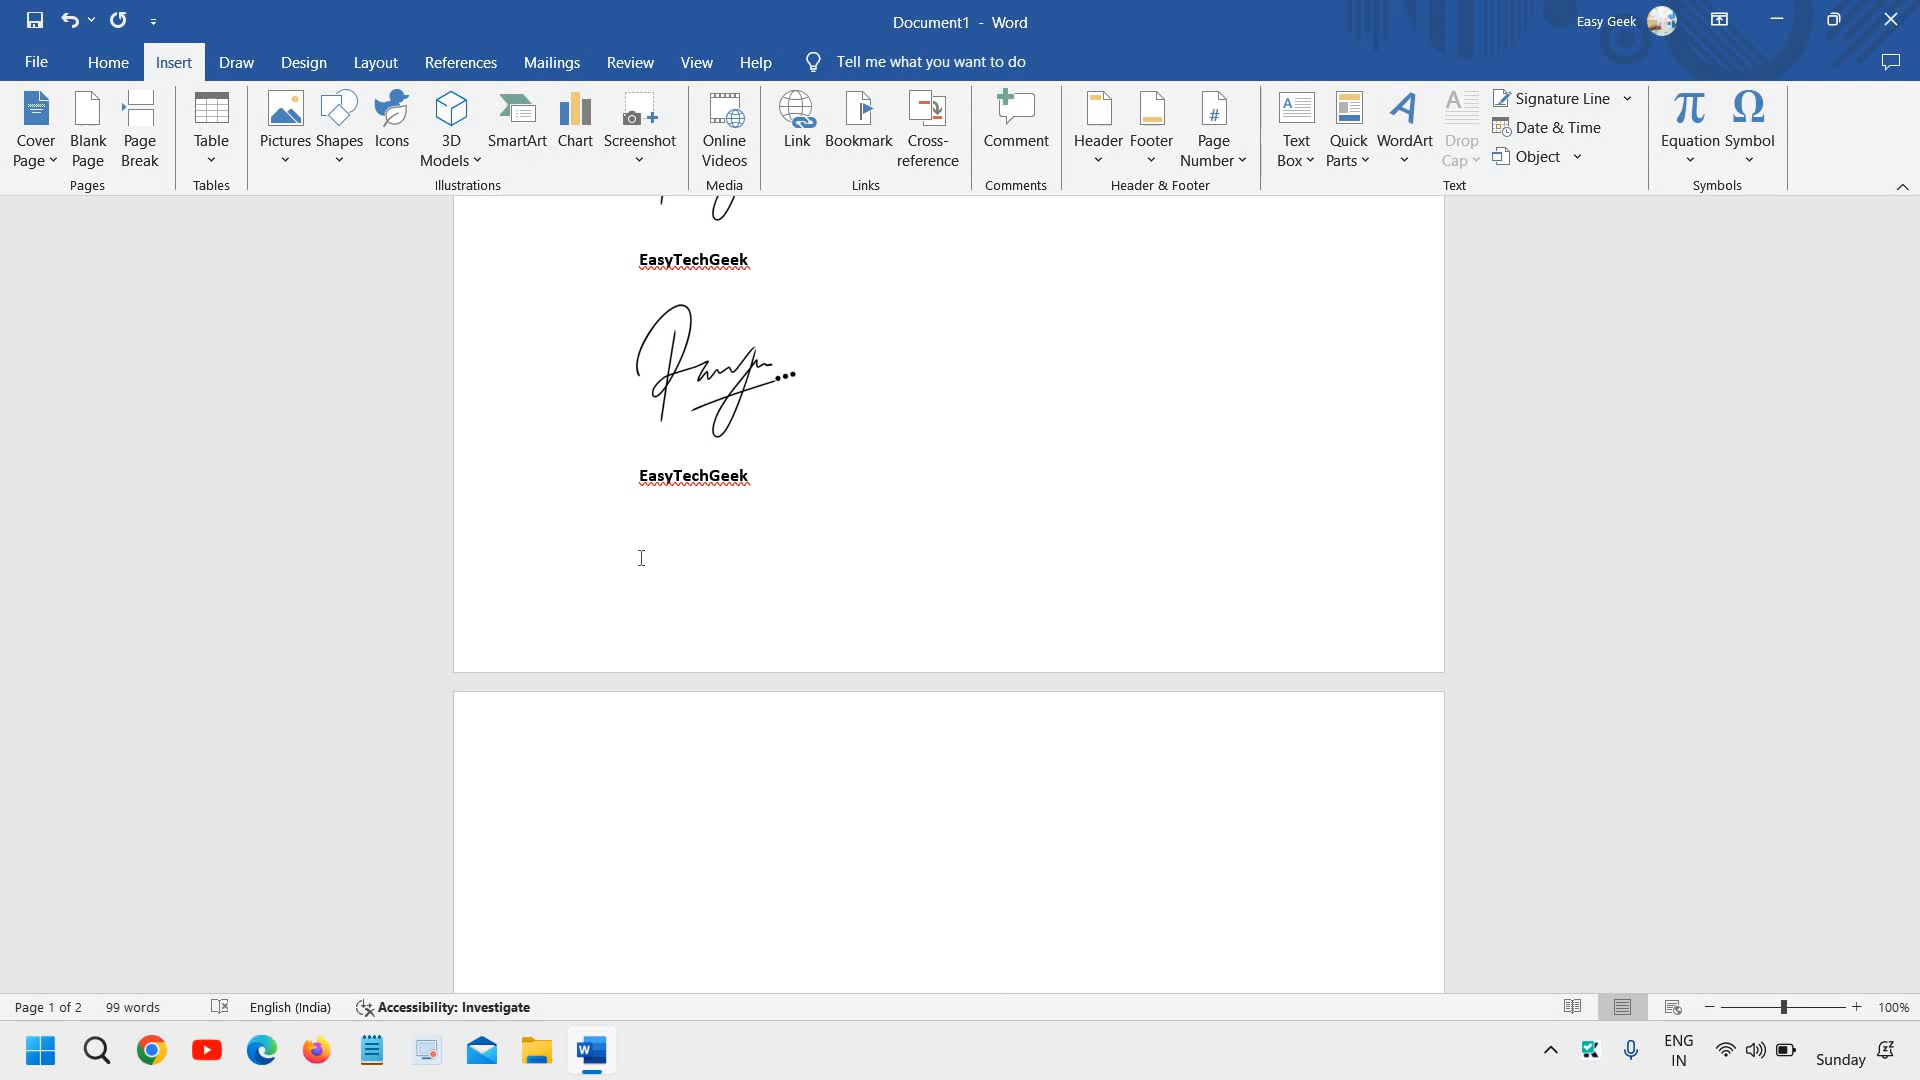 Document1 - Word
Easy Geek
File Home Insert Draw Design Layout References Mailings Review View Help Tell me what you want to do
Cover Page
Blank Page
Page Break
Pages
Table
Tables
Pictures
Shapes
Icons
3D Models
SmartArt
Chart
Screenshot
Illustrations
Online Videos
Media
Link
Bookmark
Cross-reference
Links
Comment
Comments
Header
Footer
Page Number
Header & Footer
Text Box
Quick Parts
WordArt
Drop Cap
Signature Line
Date & Time
Object
Text
Equation
Symbol
Symbols
EasyTechGeek
EasyTechGeek
Page 1 of 2 99 words English (India) Accessibility: Investigate 100%
ENG
IN
Sunday